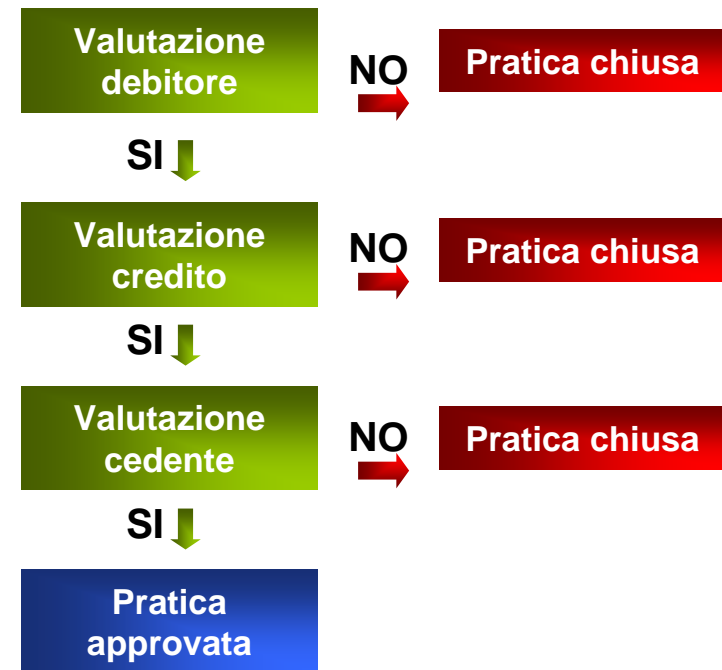 Valutazione
debitore
NO
Pratica chiusa
SI
Valutazione
credito
NO
Pratica chiusa
SI
Valutazione
cedente
NO
Pratica chiusa
SI
Pratica
approvata